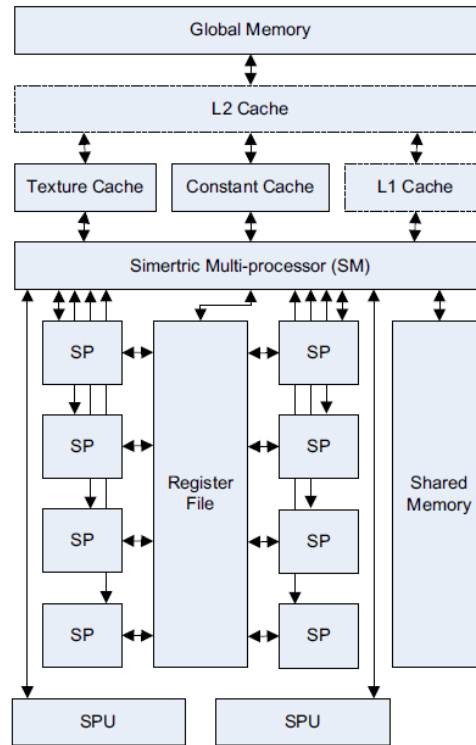 Global Memory
L2 Cache
Texture Cache
Constant Cache
L1 Cache
Simertric Multi-processor (SM)
SP
SP
SP
SP
Register
File
Shared
Memory
SP
SP
SP
SP
SPU
SPU